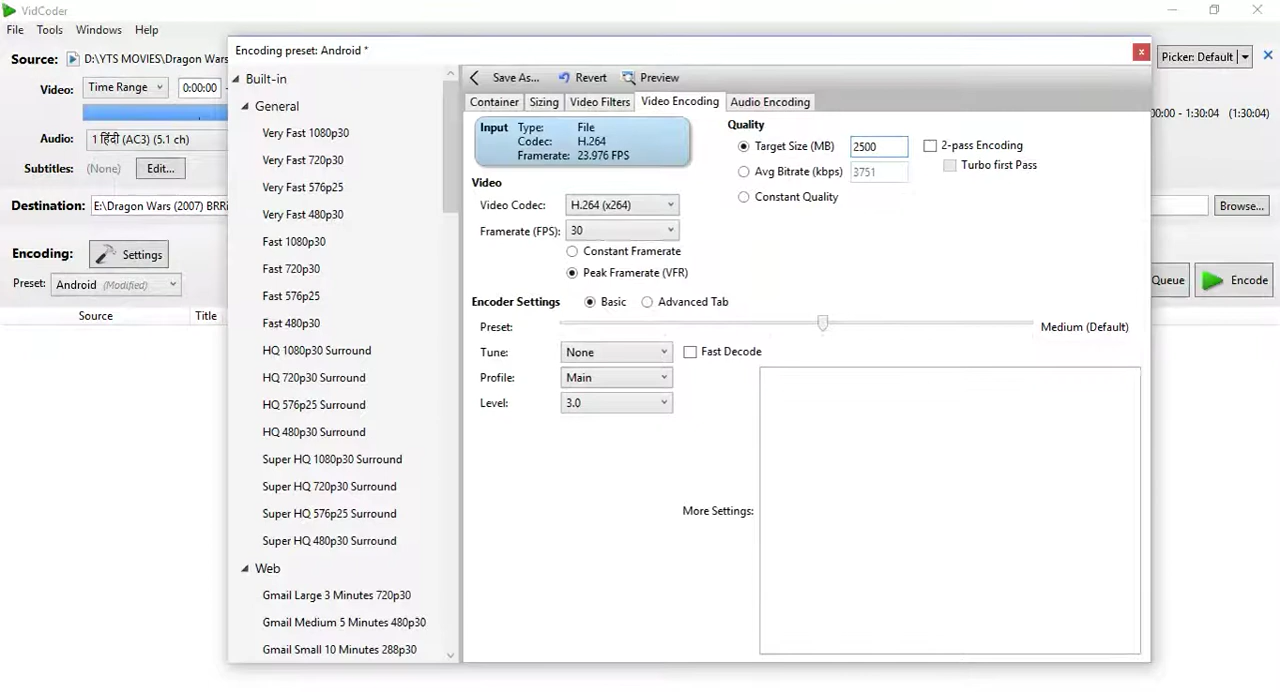 VidCoder
File Tools Windows Help
Source: D:\YTS MOVIES\Dragon Wars
Picker: Default
Video: Time Range 0:00:00 -
00:00 - 1:30:04 (1:30:04)
Audio: 1 हिंदी (AC3) (5.1 ch)
Subtitles: (None) Edit...
Destination: E:\Dragon Wars (2007) BRRi
Browse...
Encoding: Settings
Preset: Android (Modified)
Queue Encode
Source Title
Encoding preset: Android *
Built-in
General
Very Fast 1080p30
Very Fast 720p30
Very Fast 576p25
Very Fast 480p30
Fast 1080p30
Fast 720p30
Fast 576p25
Fast 480p30
HQ 1080p30 Surround
HQ 720p30 Surround
HQ 576p25 Surround
HQ 480p30 Surround
Super HQ 1080p30 Surround
Super HQ 720p30 Surround
Super HQ 576p25 Surround
Super HQ 480p30 Surround
Web
Gmail Large 3 Minutes 720p30
Gmail Medium 5 Minutes 480p30
Gmail Small 10 Minutes 288p30
Save As... Revert Preview
Container Sizing Video Filters Video Encoding Audio Encoding
Input Type: File
Codec: H.264
Framerate: 23.976 FPS
Video
Video Codec: H.264 (x264)
Framerate (FPS): 30
Constant Framerate
Peak Framerate (VFR)
Quality
Target Size (MB) 2500 2-pass Encoding
Turbo first Pass
Avg Bitrate (kbps) 3751
Constant Quality
Encoder Settings Basic Advanced Tab
Preset: Medium (Default)
Tune: None Fast Decode
Profile: Main
Level: 3.0
More Settings: